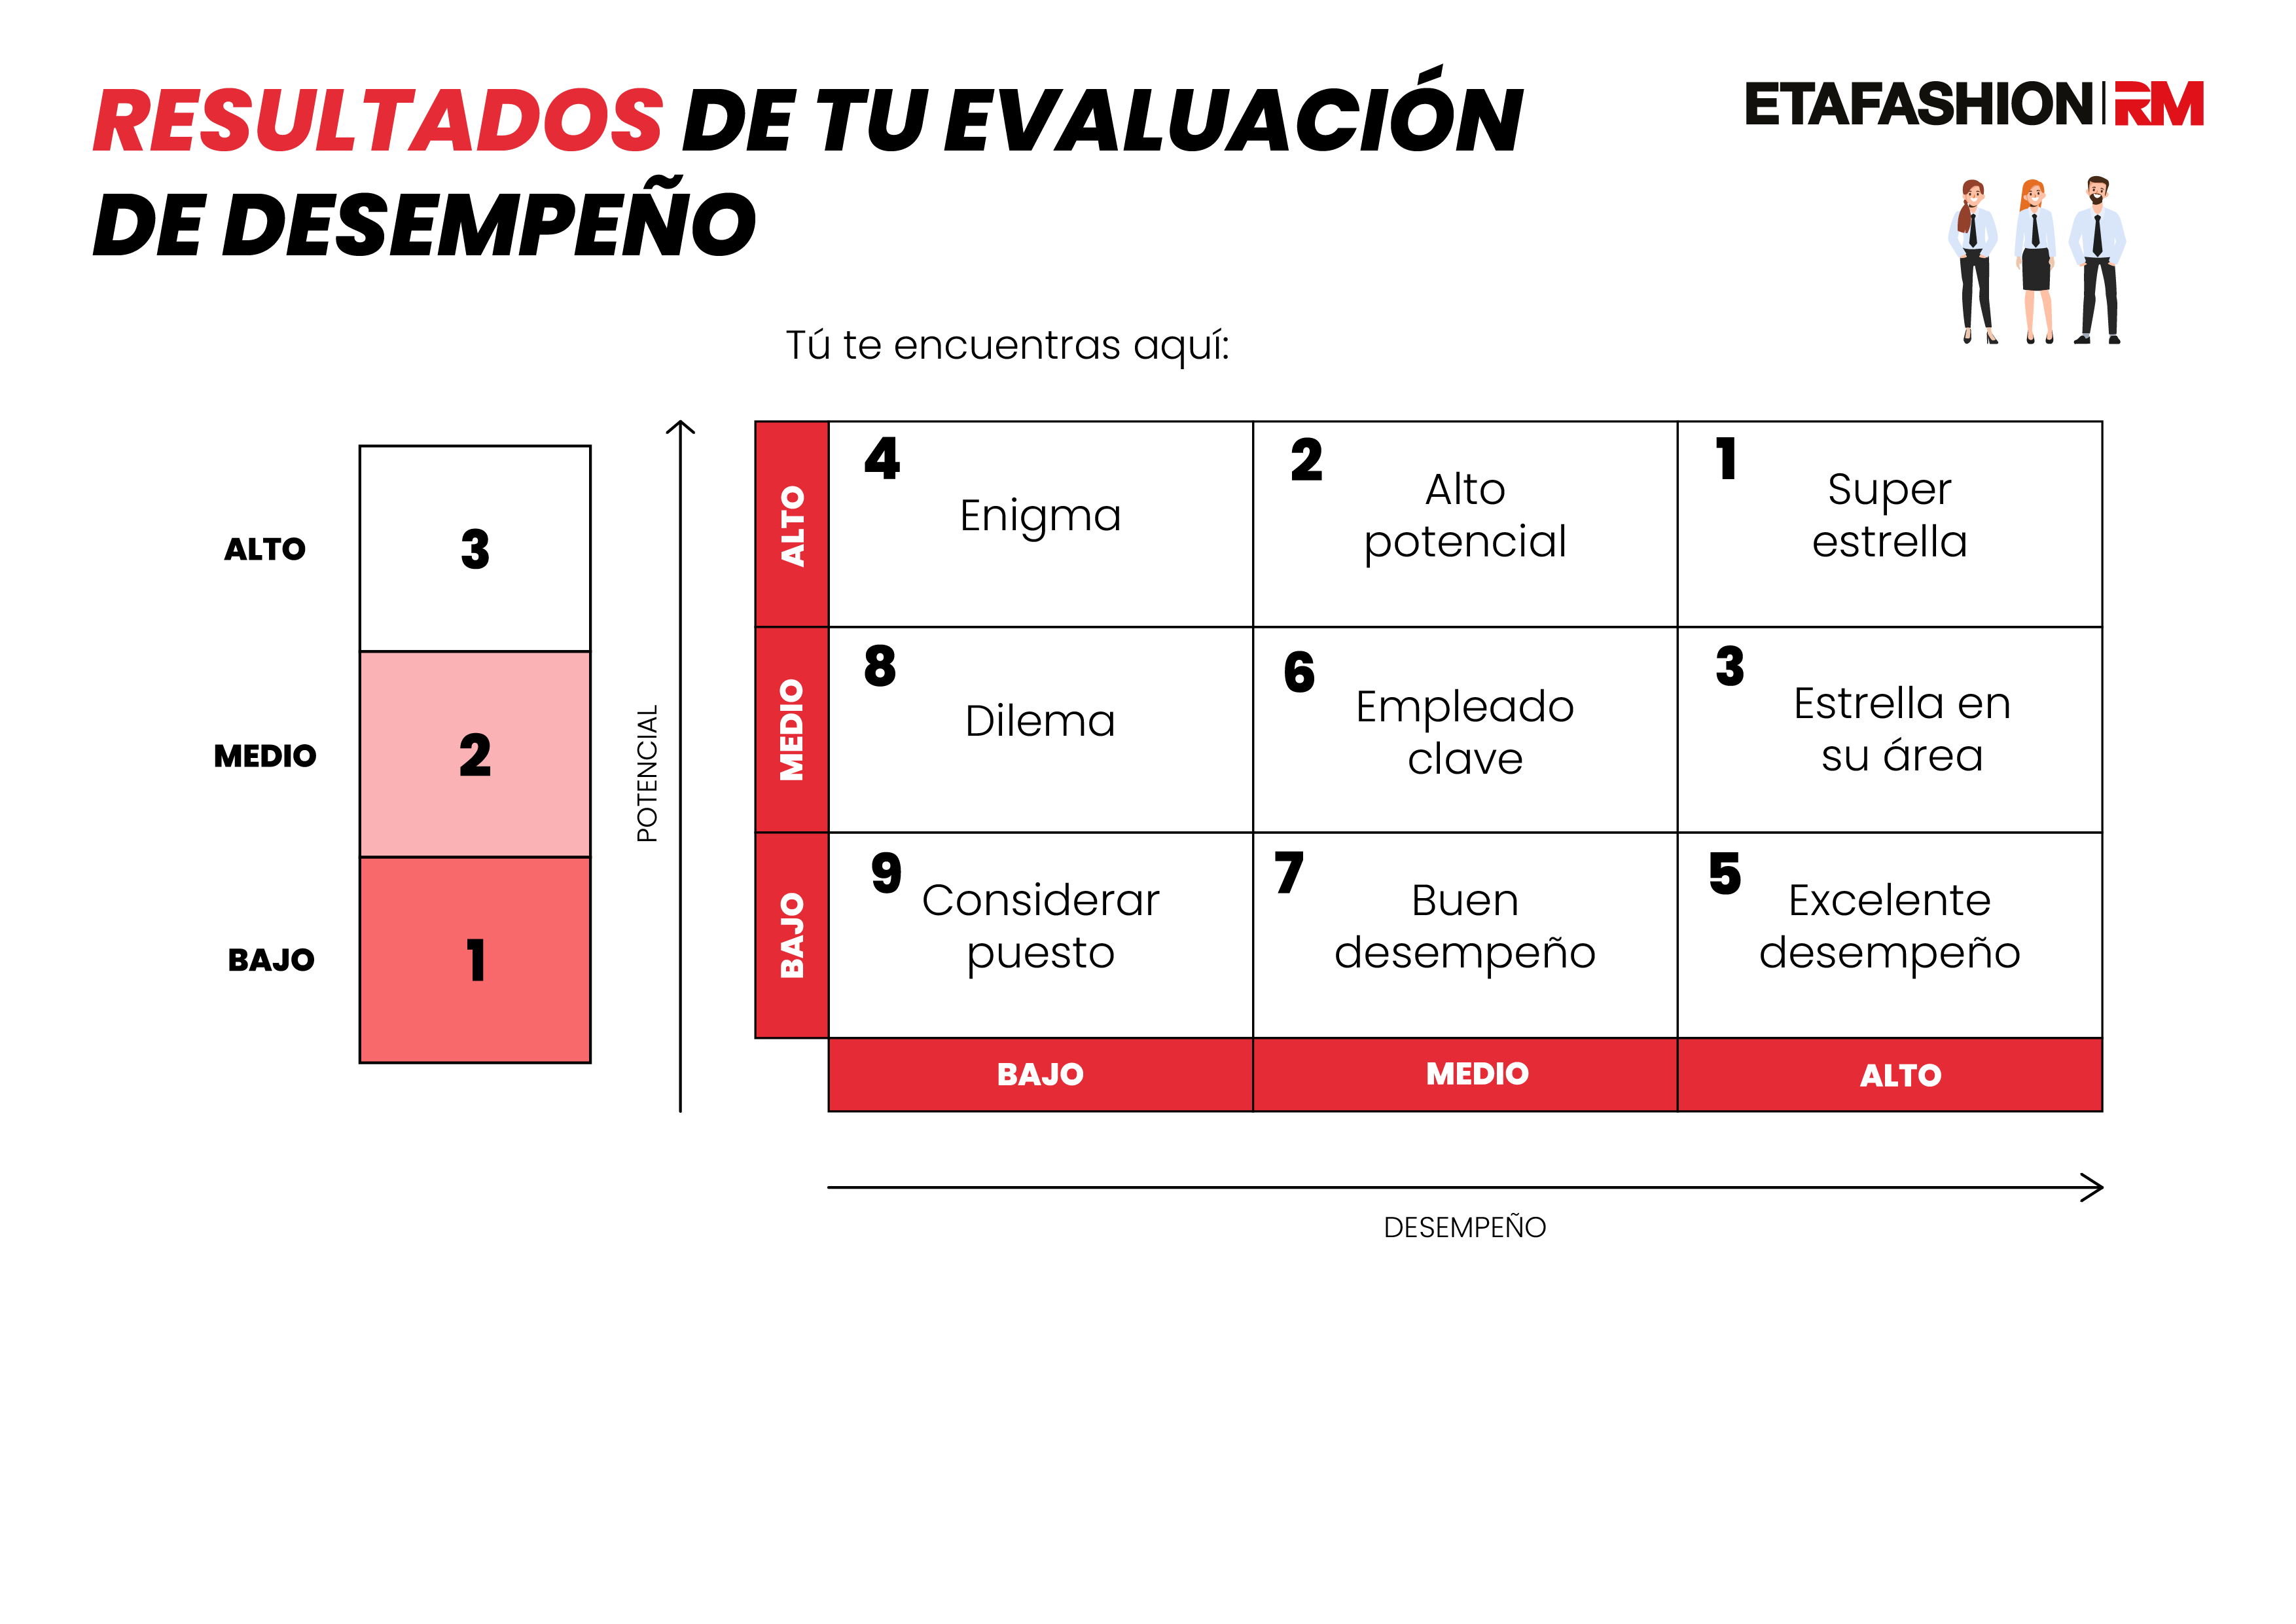 RESULTADOS DE TU EVALUACIÓN
DE DESEMPEÑO
ETAFASHION | RM
Tú te encuentras aquí:
ALTO
3
MEDIO
2
BAJO
1
POTENCIAL
ALTO
4
Enigma
2
Alto
potencial
1
Super
estrella
MEDIO
8
Dilema
6
Empleado
clave
3
Estrella en
su área
BAJO
9
Considerar
puesto
7
Buen
desempeño
5
Excelente
desempeño
BAJO
MEDIO
ALTO
DESEMPEÑO